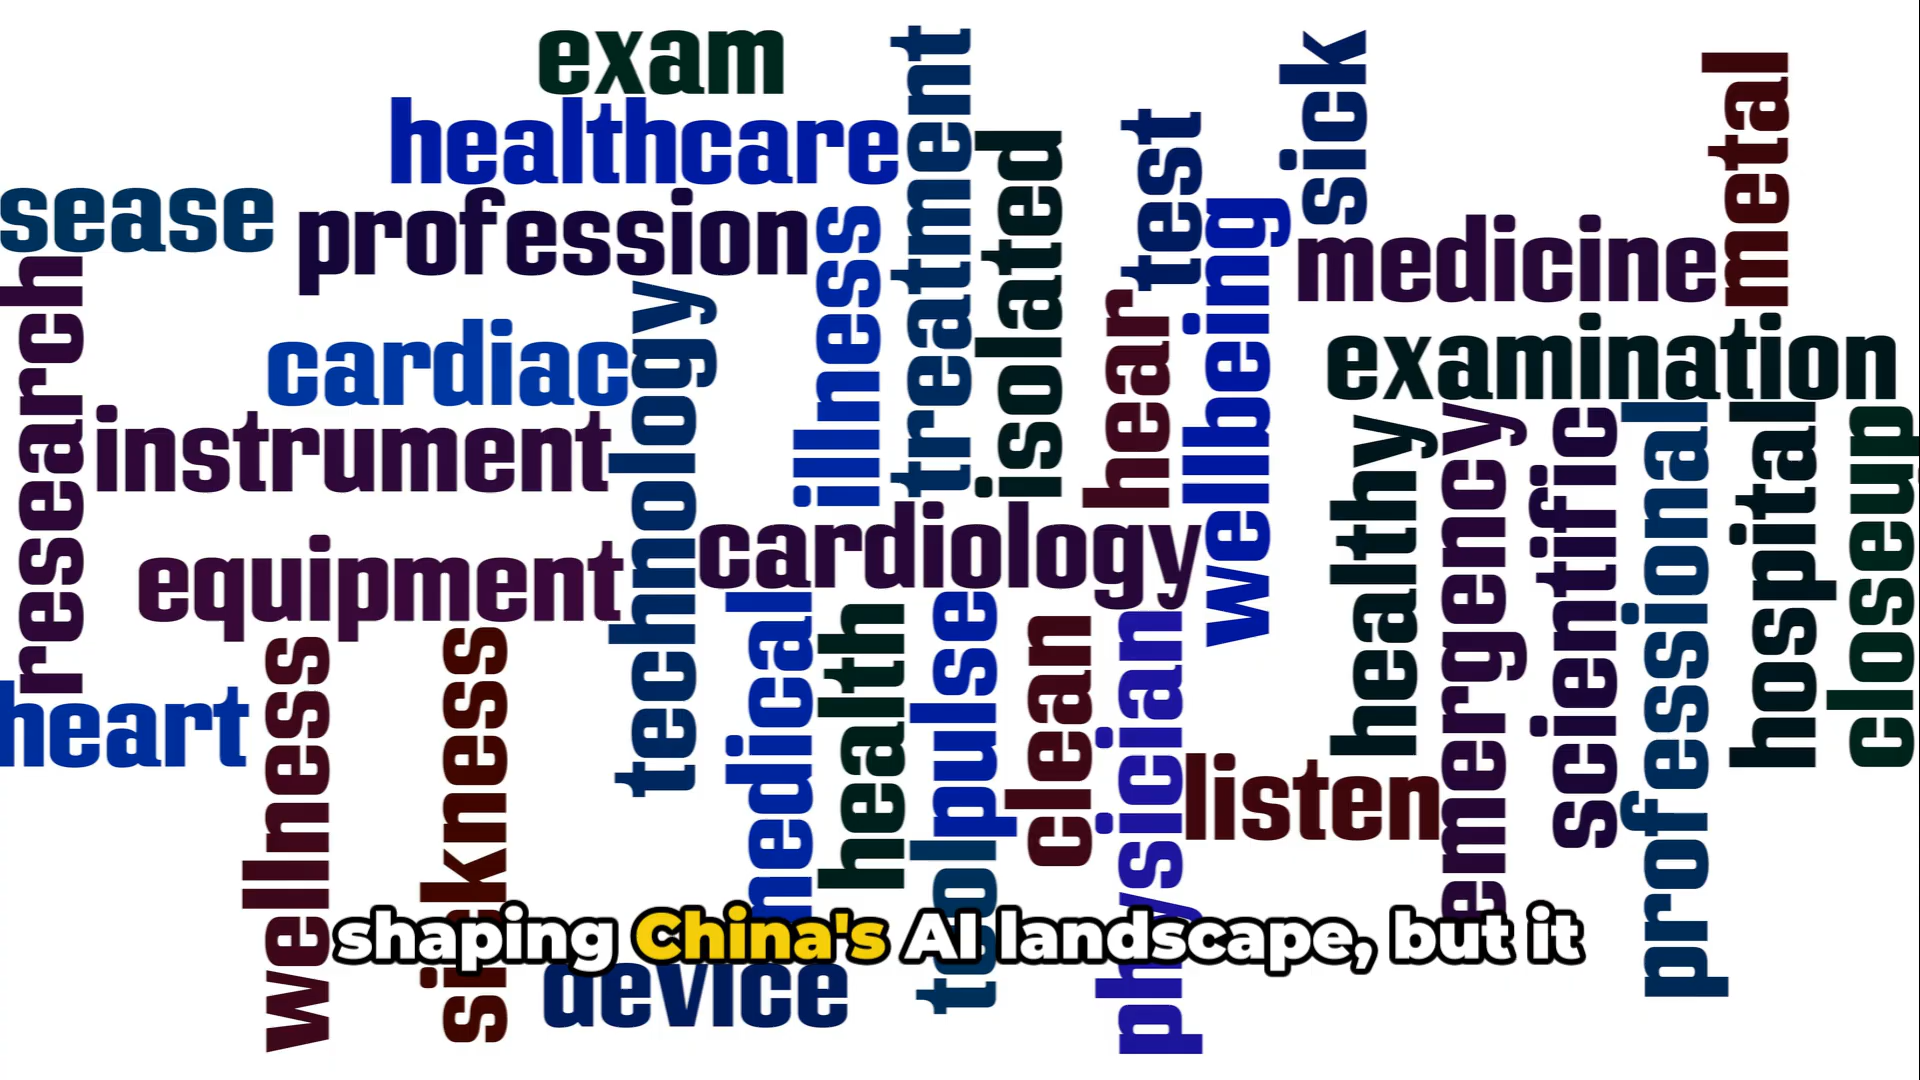 exam
healthcare
treatment
sick
metal
sease
profession
illness
isolated
test
wellbeing
medicine
research
cardiac
technology
hear
examination
instrument
cardiology
healthy
emergency
scientific
professional
hospital
closeup
equipment
medical
health
pulse
clean
physician
heart
wellness
sickness
listen
tool
shaping China's AI landscape, but it
device